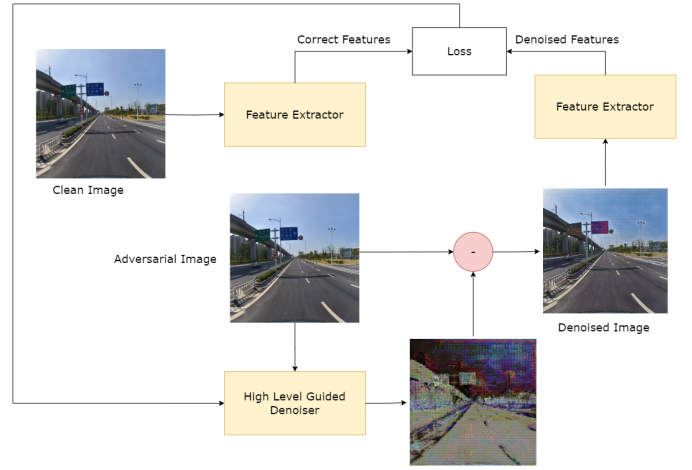 Correct Features
Loss
Denoised Features
Feature Extractor
Feature Extractor
Clean Image
Adversarial Image
-
Denoised Image
High Level Guided
Denoiser